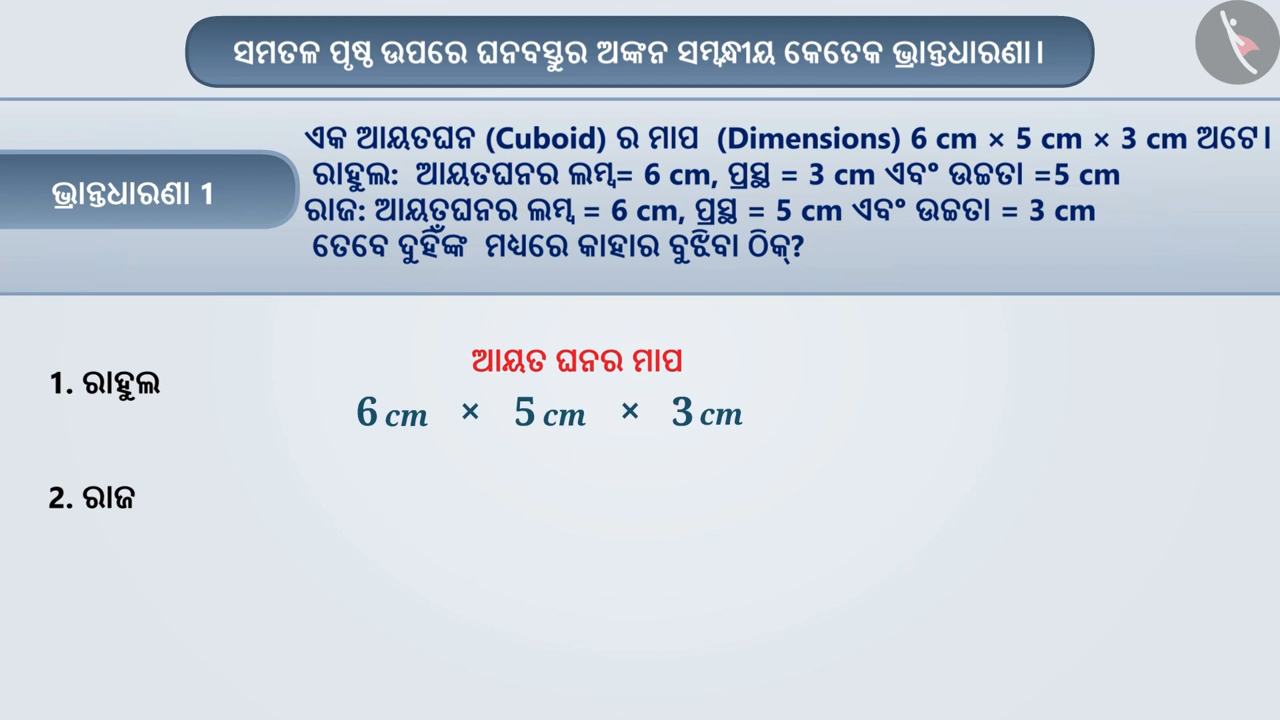 ସମତଳ ପୃଷ୍ଠ ଉପରେ ଘନବସ୍ତୁର ଅଙ୍କନ ସମ୍ବନ୍ଧୀୟ କେତେକ ଭ୍ରାନ୍ତଧାରଣା।
ଭ୍ରାନ୍ତଧାରଣା 1
ଏକ ଆୟତଘନ (Cuboid) ର ମାପ (Dimensions) 6 cm × 5 cm × 3 cm ଅଟେ।
ରାହୁଲ: ଆୟତଘନର ଲମ୍ବ= 6 cm, ପ୍ରସ୍ଥ = 3 cm ଏବଂ ଉଚ୍ଚତା =5 cm
ରାଜ: ଆୟତଘନର ଲମ୍ବ = 6 cm, ପ୍ରସ୍ଥ = 5 cm ଏବଂ ଉଚ୍ଚତା = 3 cm
ତେବେ ଦୁହିଁଙ୍କ ମଧ୍ୟରେ କାହାର ବୁଝିବା ଠିକ୍?
ଆୟତ ଘନର ମାପ
1. ରାହୁଲ
6 cm × 5 cm × 3 cm
2. ରାଜ